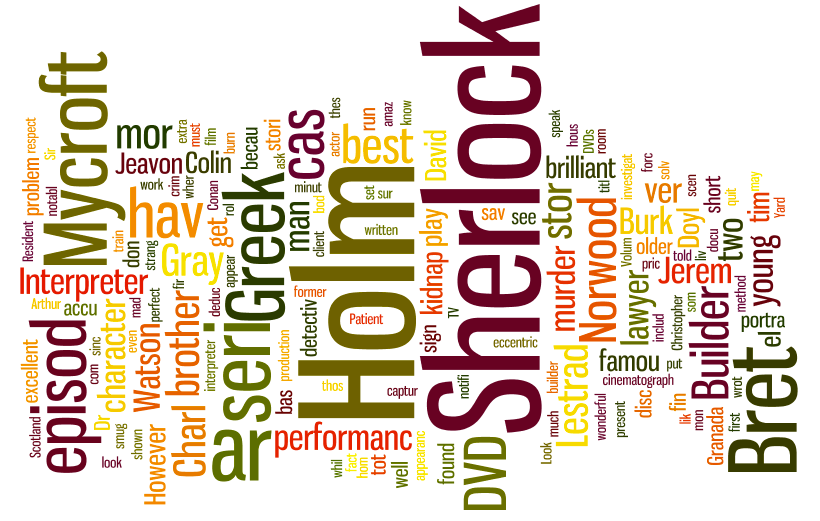 Sherlock
Holm
Mycroft
Bret
Greek
seri
ar
episod
hav
cas
best
mor
Jeavon
Colin
Gray
Interpreter
character
Watson
Charl
brother
However
performanc
DVD
Norwood
Builder
Lestrad
murder
stor
brilliant
lawyer
famou
Burk
ver
Jerem
Doyl
two
young
tim
short
older
David
play
kidnap
sign
sav
see
man
detectiv
run
stori
becau
get
don
accu
Dr
excellent
problem
respect
Sir
notabl
Resident
Arthur
Scotland
com
sinc
smug
look
shown
mad
even
perfect
train
strang
work
crim
wher
Conan
extra
must
film
burn
ask
rol
appear
fir
deduc
interpreter
production
bas
former
Patient
thos
captur
client
bod
minut
set
sur
written
actor
thes
amaz
know
TV
eccentric
notifi
found
appearanc
well
tot
hom
fact
whil
Look
much
builder
wonderful
present
cinematograph
put
disc
fin
lik
mon
Granada
first
wrot
el
portra
method
som
Christopher
includ
pric
Volum
told
liv
docu
quit
may
Yard
scen
solv
forc
investigat
titl
room
DVDs
hous
speak